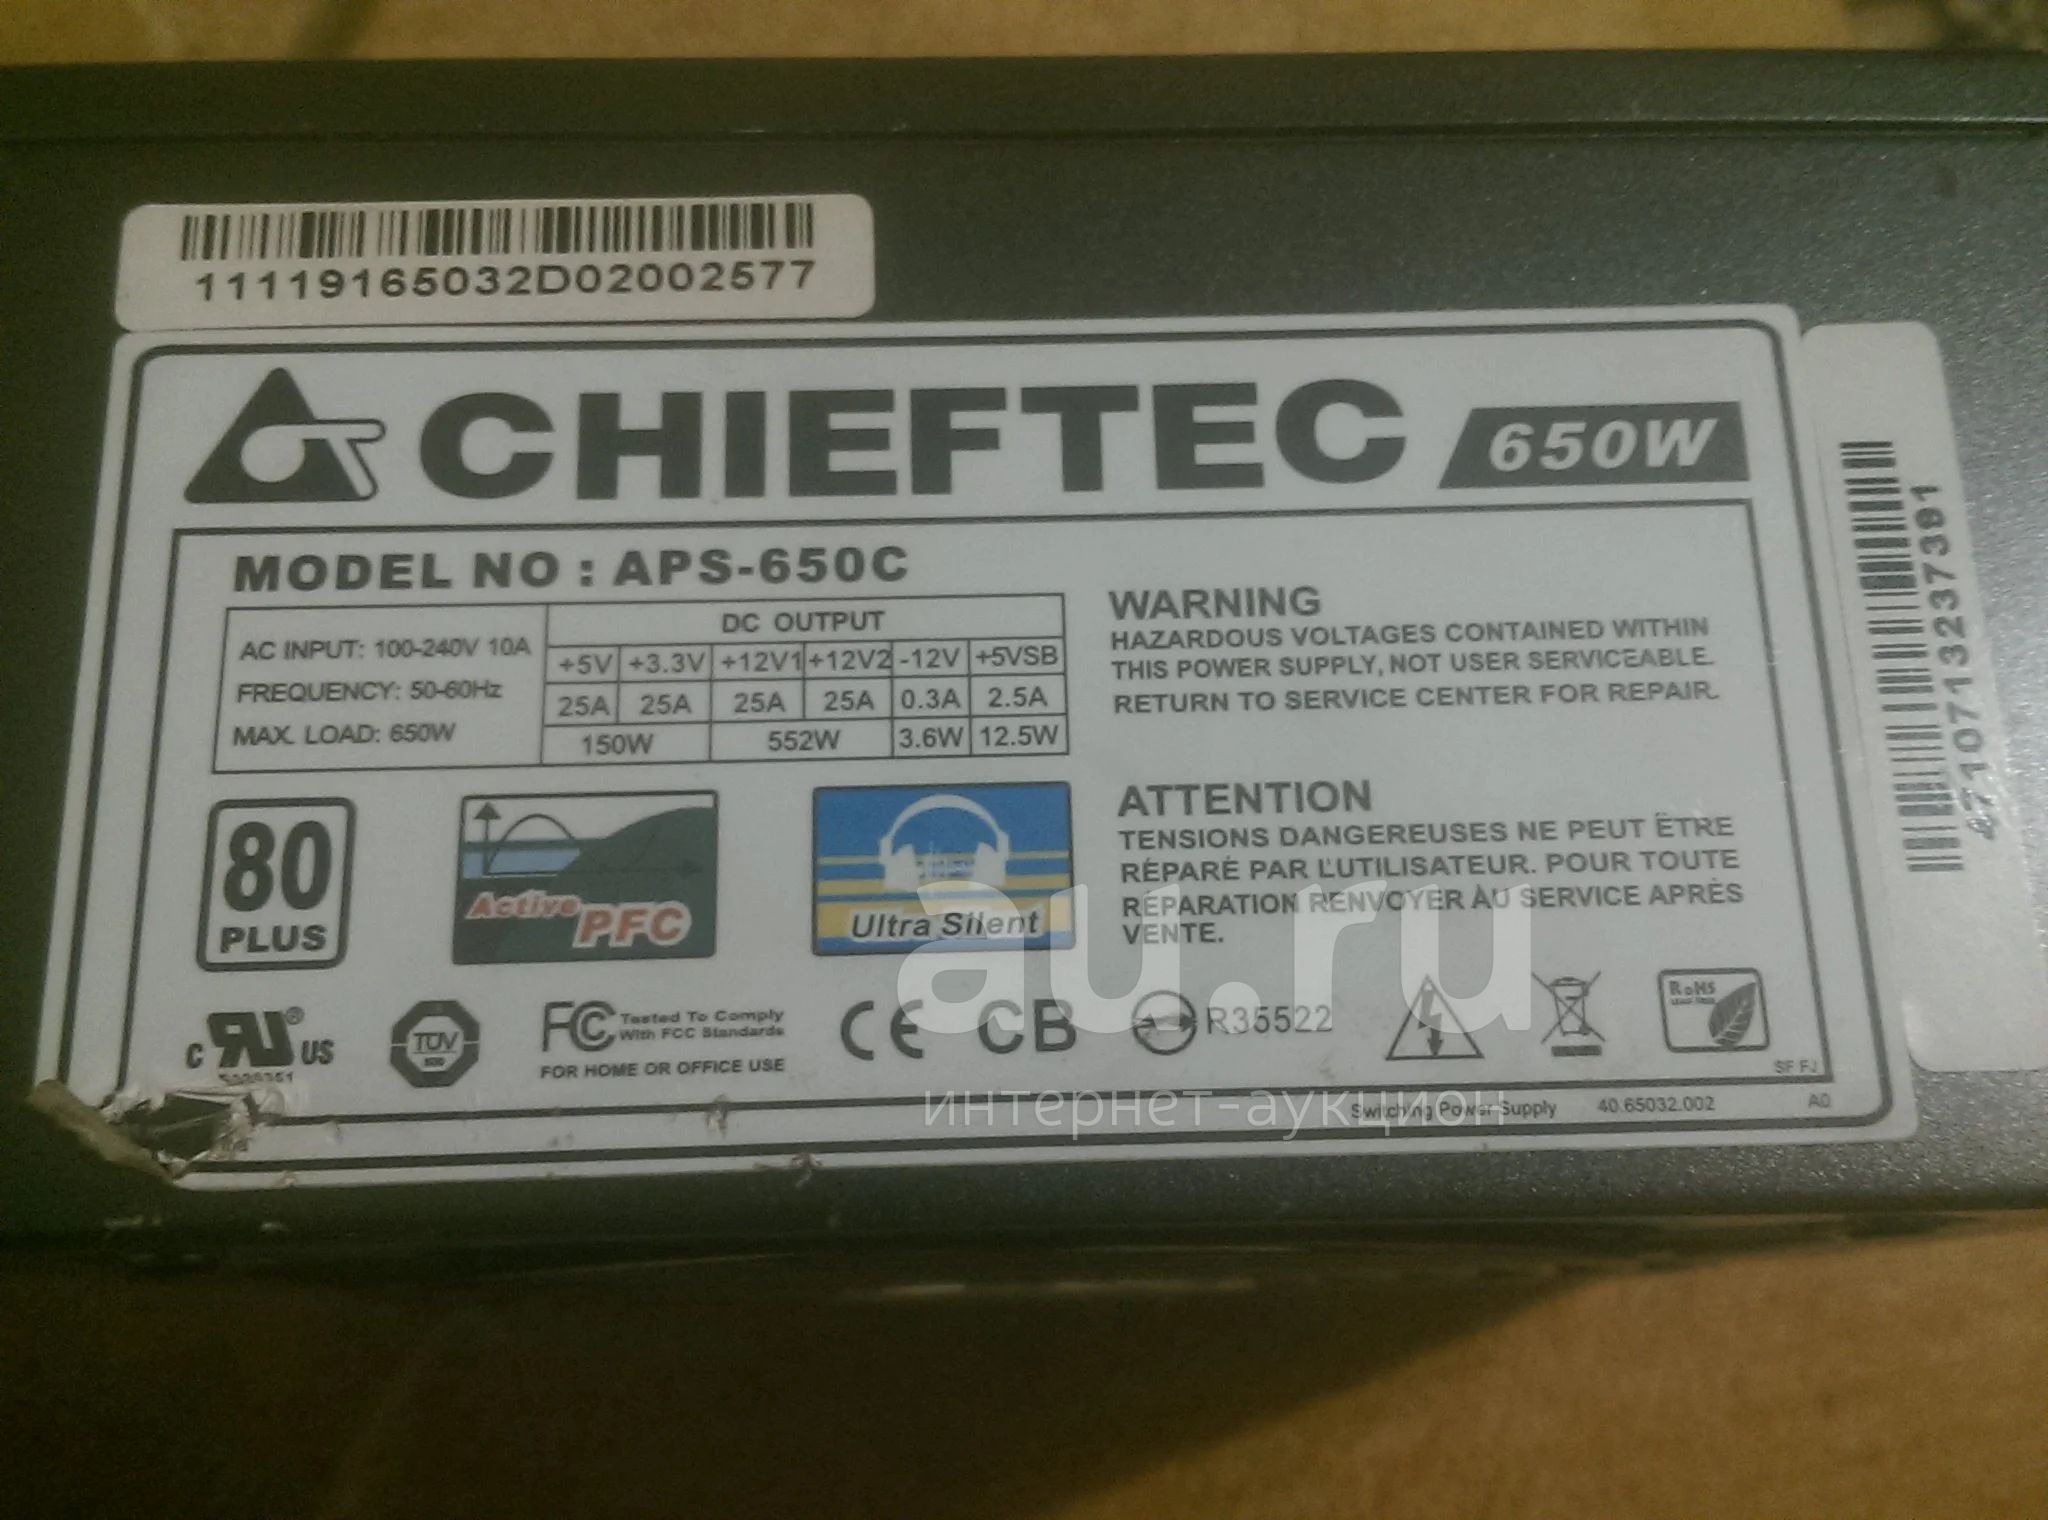 11119165032D02002577
CHIEFTEC 650W
MODEL NO : APS-650C
AC INPUT: 100-240V 10A
FREQUENCY: 50-60Hz
MAX. LOAD: 650W
DC OUTPUT
+5V +3.3V +12V1 +12V2 -12V +5VSB
25A 25A 25A 25A 0.3A 2.5A
150W 552W 3.6W 12.5W
WARNING
HAZARDOUS VOLTAGES CONTAINED WITHIN
THIS POWER SUPPLY, NOT USER SERVICEABLE.
RETURN TO SERVICE CENTER FOR REPAIR.
ATTENTION
TENSIONS DANGEREUSES NE PEUT ËTRE
RÉPARÉ PAR L'UTILISATEUR. POUR TOUTE
RÉPARATION RENVOYER ÀU SERVICE APRÈS
VENTE.
80
PLUS
Active
PFC
Ultra Silent
C US
TÜV
FC Tested To Comply
With FCC Standards
FOR HOME OR OFFICE USE
CE
CB
R35522
RoHS
SF FJ
Switching Power Supply 40.65032.002 A0
4710713237391
au.ru
интернет-аукцион